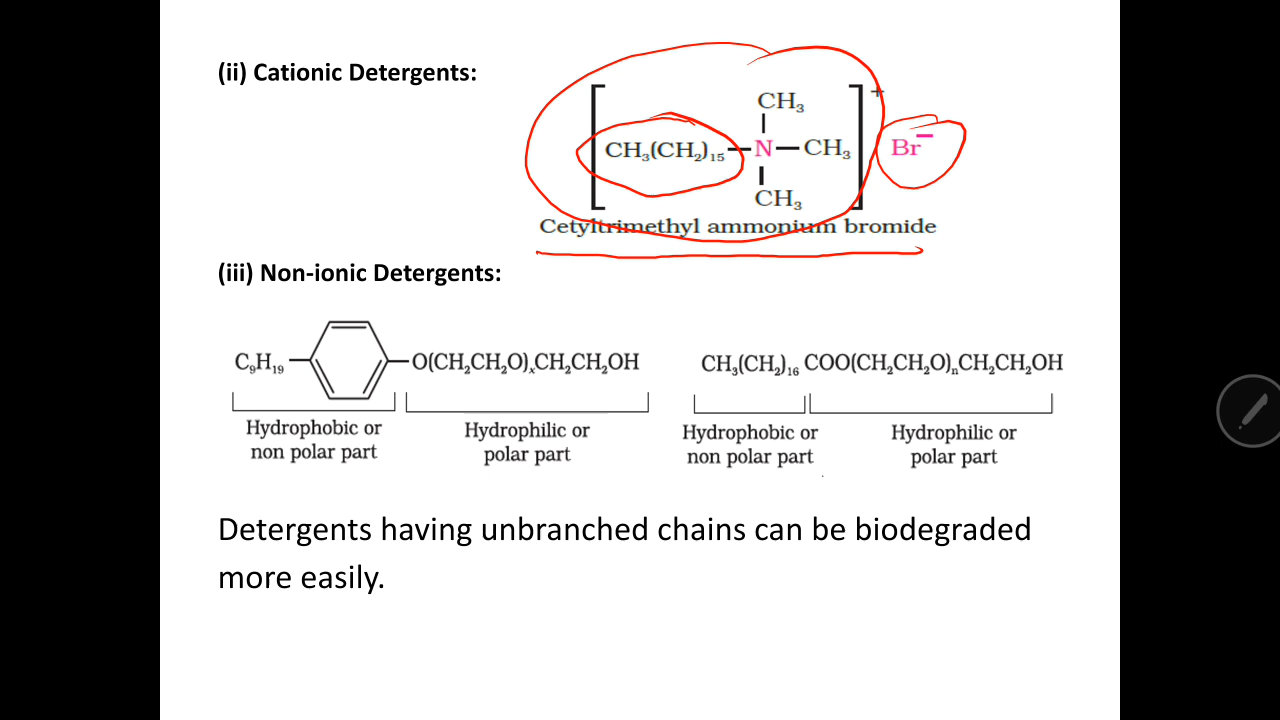 (ii) Cationic Detergents:
CH₃
+
CH₃(CH₂)₁₅—N—CH₃ Br⁻
CH₃
Cetyltrimethyl ammonium bromide
(iii) Non-ionic Detergents:
C₉H₁₉ O(CH₂CH₂O)ₓCH₂CH₂OH CH₃(CH₂)₁₆ COO(CH₂CH₂O)ₙCH₂CH₂OH
Hydrophobic or Hydrophilic or Hydrophobic or Hydrophilic or
non polar part polar part non polar part polar part
Detergents having unbranched chains can be biodegraded
more easily.